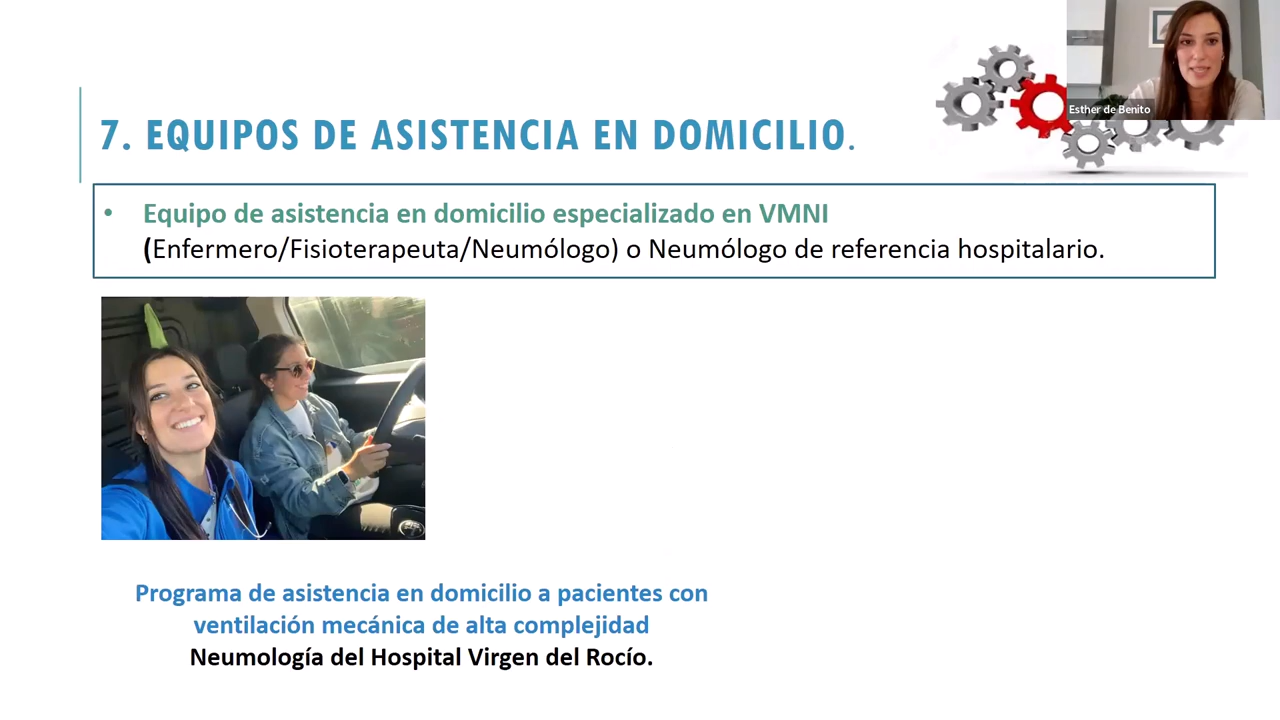 Esther de Benito
7. EQUIPOS DE ASISTENCIA EN DOMICILIO.
• Equipo de asistencia en domicilio especializado en VMNI
(Enfermero/Fisioterapeuta/Neumólogo) o Neumólogo de referencia hospitalario.
Programa de asistencia en domicilio a pacientes con
ventilación mecánica de alta complejidad
Neumología del Hospital Virgen del Rocío.